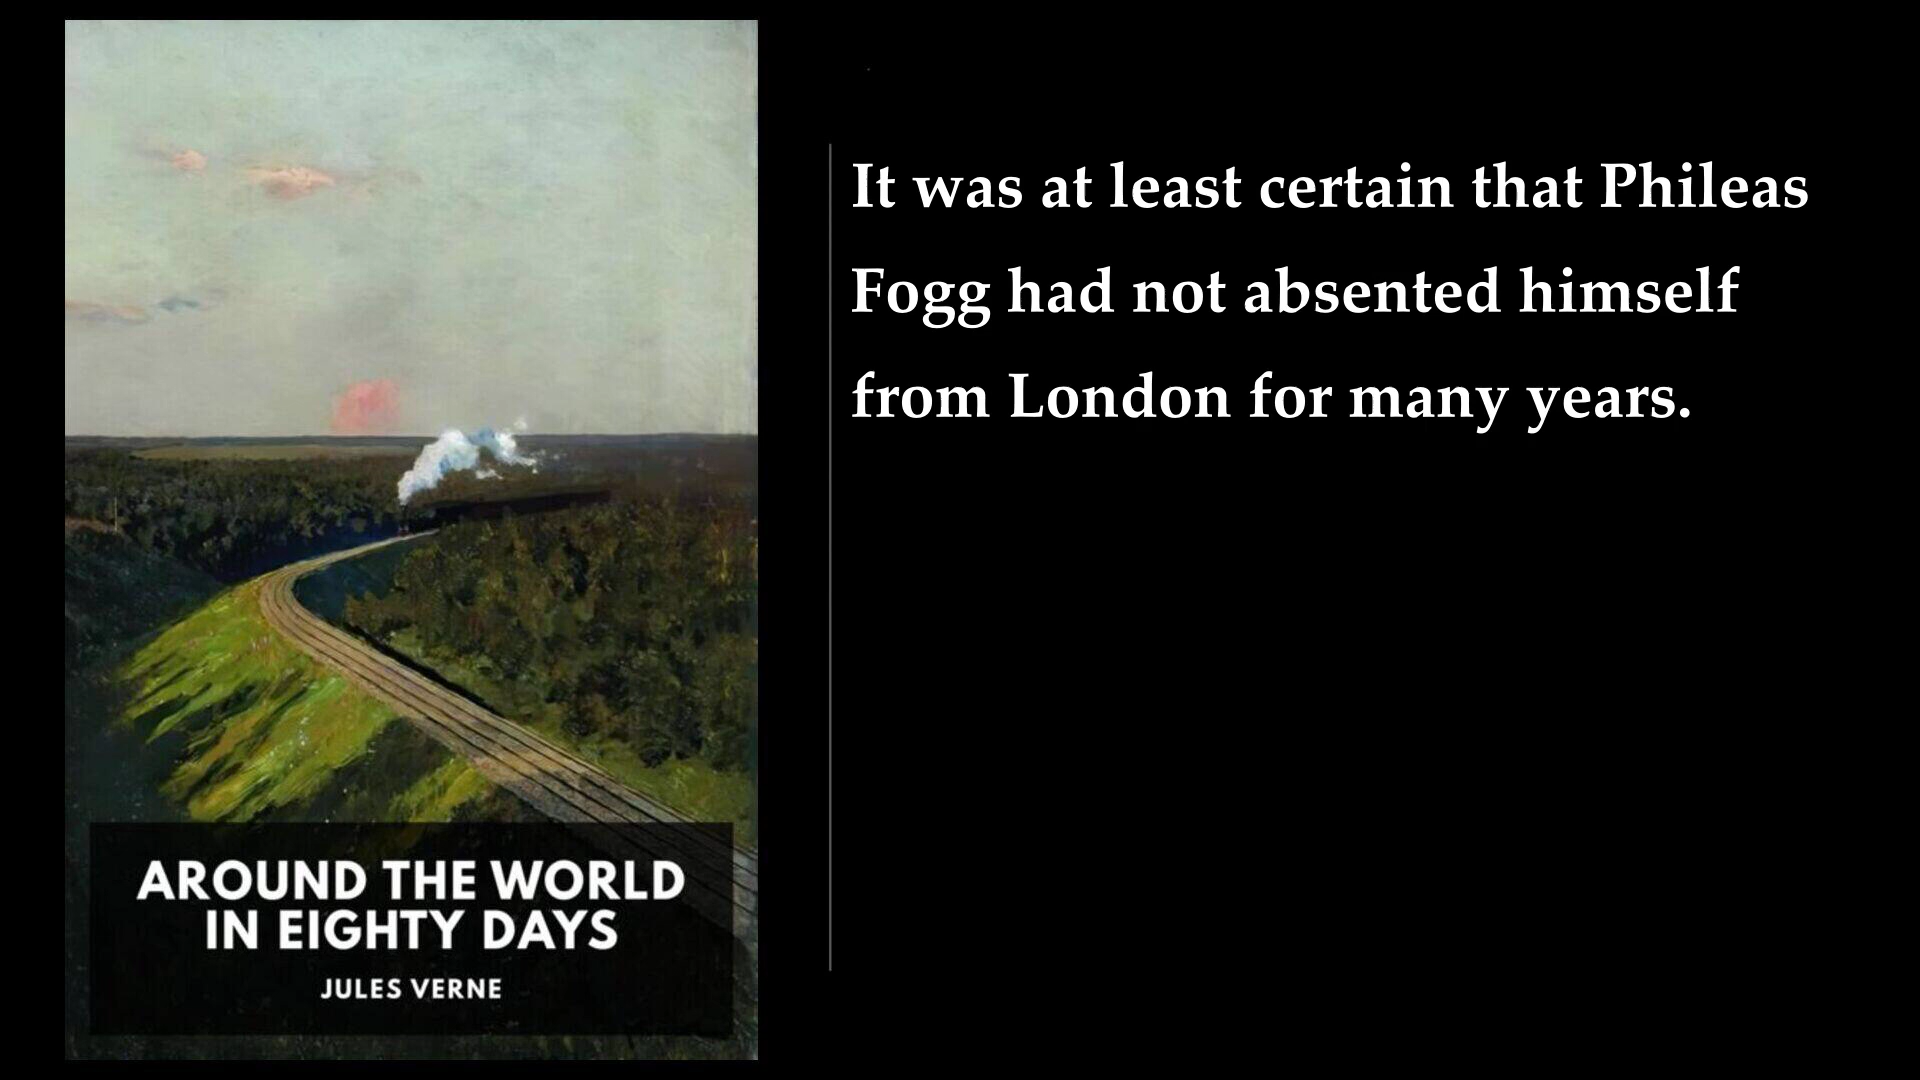 It was at least certain that Phileas
Fogg had not absented himself
from London for many years.
AROUND THE WORLD
IN EIGHTY DAYS
JULES VERNE